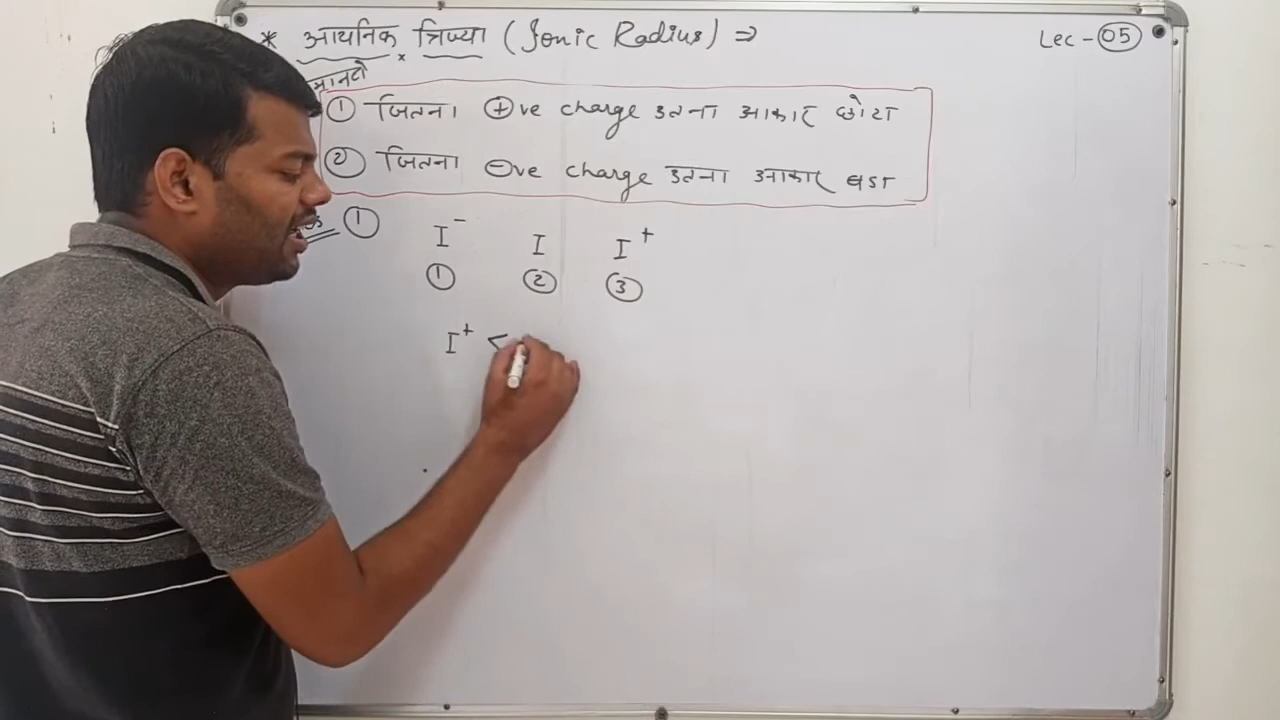 * आयनिक त्रिज्या (Ionic Radius) ⇒ Lec - 05
① जितना ⊕ve charge उतना आकार छोटा
② जितना ⊖ve charge उतना आकार बड़ा
① I⁻ I I⁺
① ② ③
I⁺ <